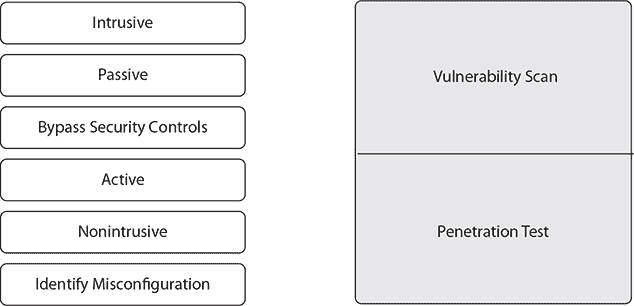 Intrusive
Passive
Bypass Security Controls
Active
Nonintrusive
Identify Misconfiguration
Vulnerability Scan
Penetration Test